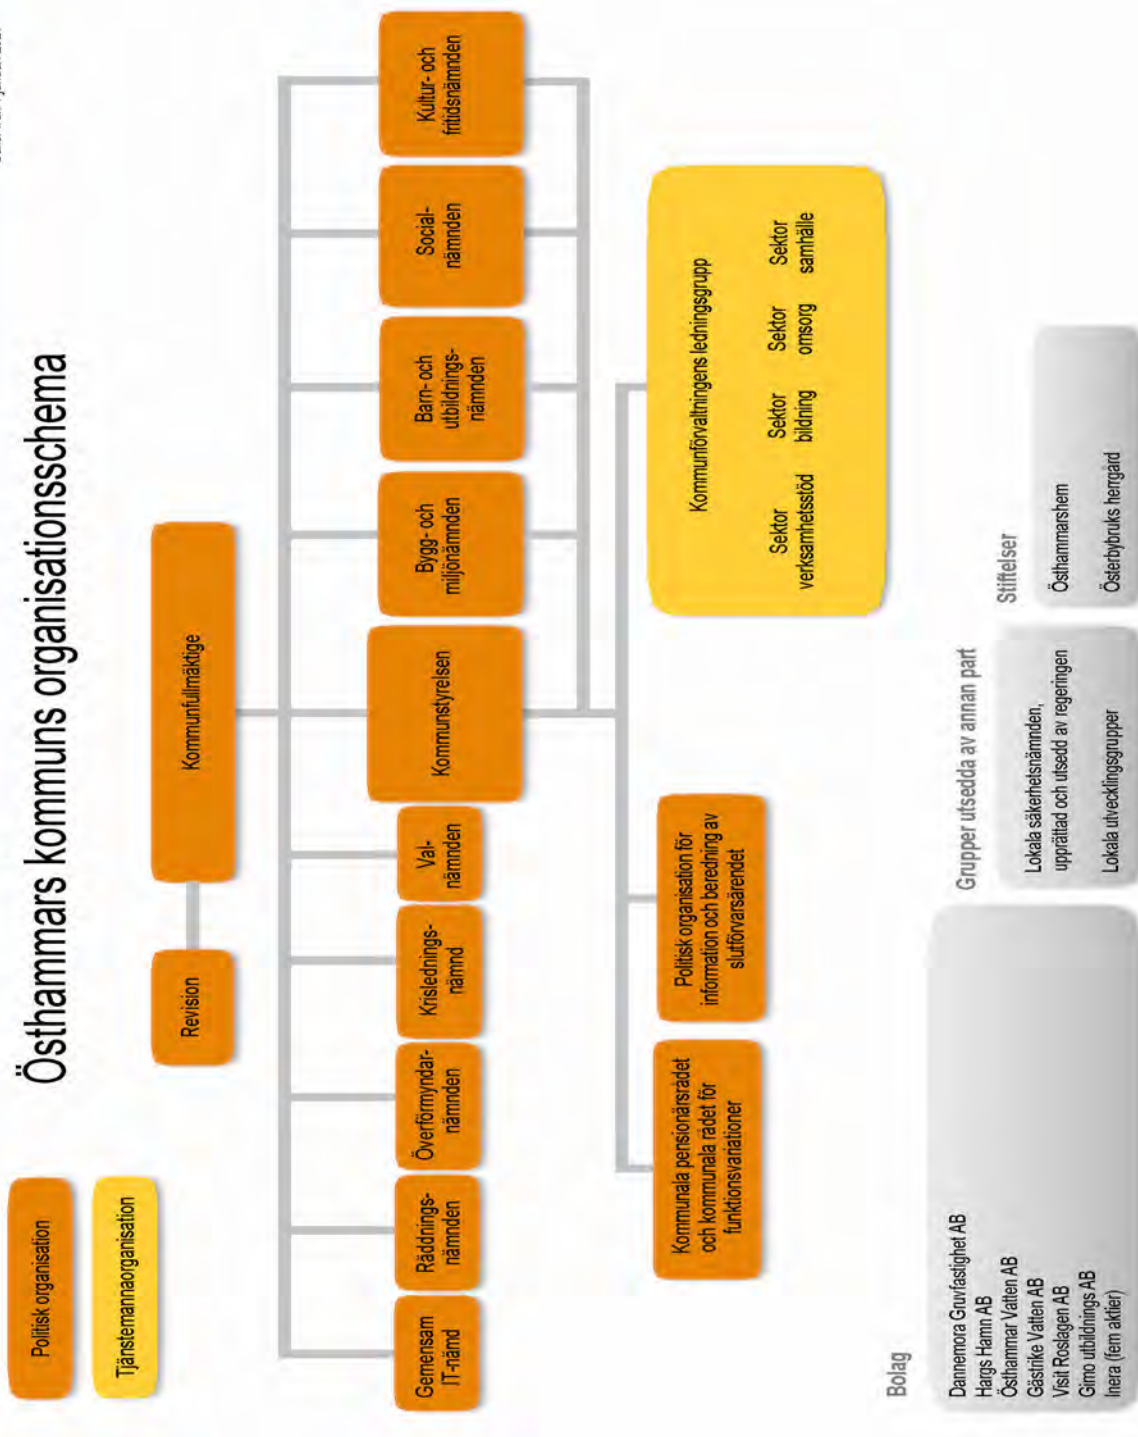 Östhammars kommuns organisationsschema
Politisk organisation
Tjänstemannaorganisation
Revision
Kommunfullmäktige
Gemensam
IT-nämd
Räddnings-
nämnden
Överförmyndar-
nämnden
Krislednings-
nämnd
Val-
nämnden
Kommunstyrelsen
Bygg- och
miljönämnden
Barn- och
utbildnings-
nämnden
Social-
nämnden
Kultur- och
fritidsnämnden
Kommunala pensionärsrådet
och kommunala rådet för
funktionsvariationer
Politisk organisation för
information och beredning av
slutförvarsärendet
Kommunförvaltningens ledningsgrupp
Sektor
verksamhetsstöd
Sektor
bildning
Sektor
omsorg
Sektor
samhälle
Bolag
Dannemora Gruvfastighet AB
Hargs Hamn AB
Östhammar Vatten AB
Gästrike Vatten AB
Visit Roslagen AB
Gimo utbildnings AB
Inera (fem aktier)
Grupper utsedda av annan part
Lokala säkerhetsnämnden,
upprättad och utsedd av regeringen
Lokala utvecklingsgrupper
Stiftelser
Östhammarshem
Österbybruks herrgård